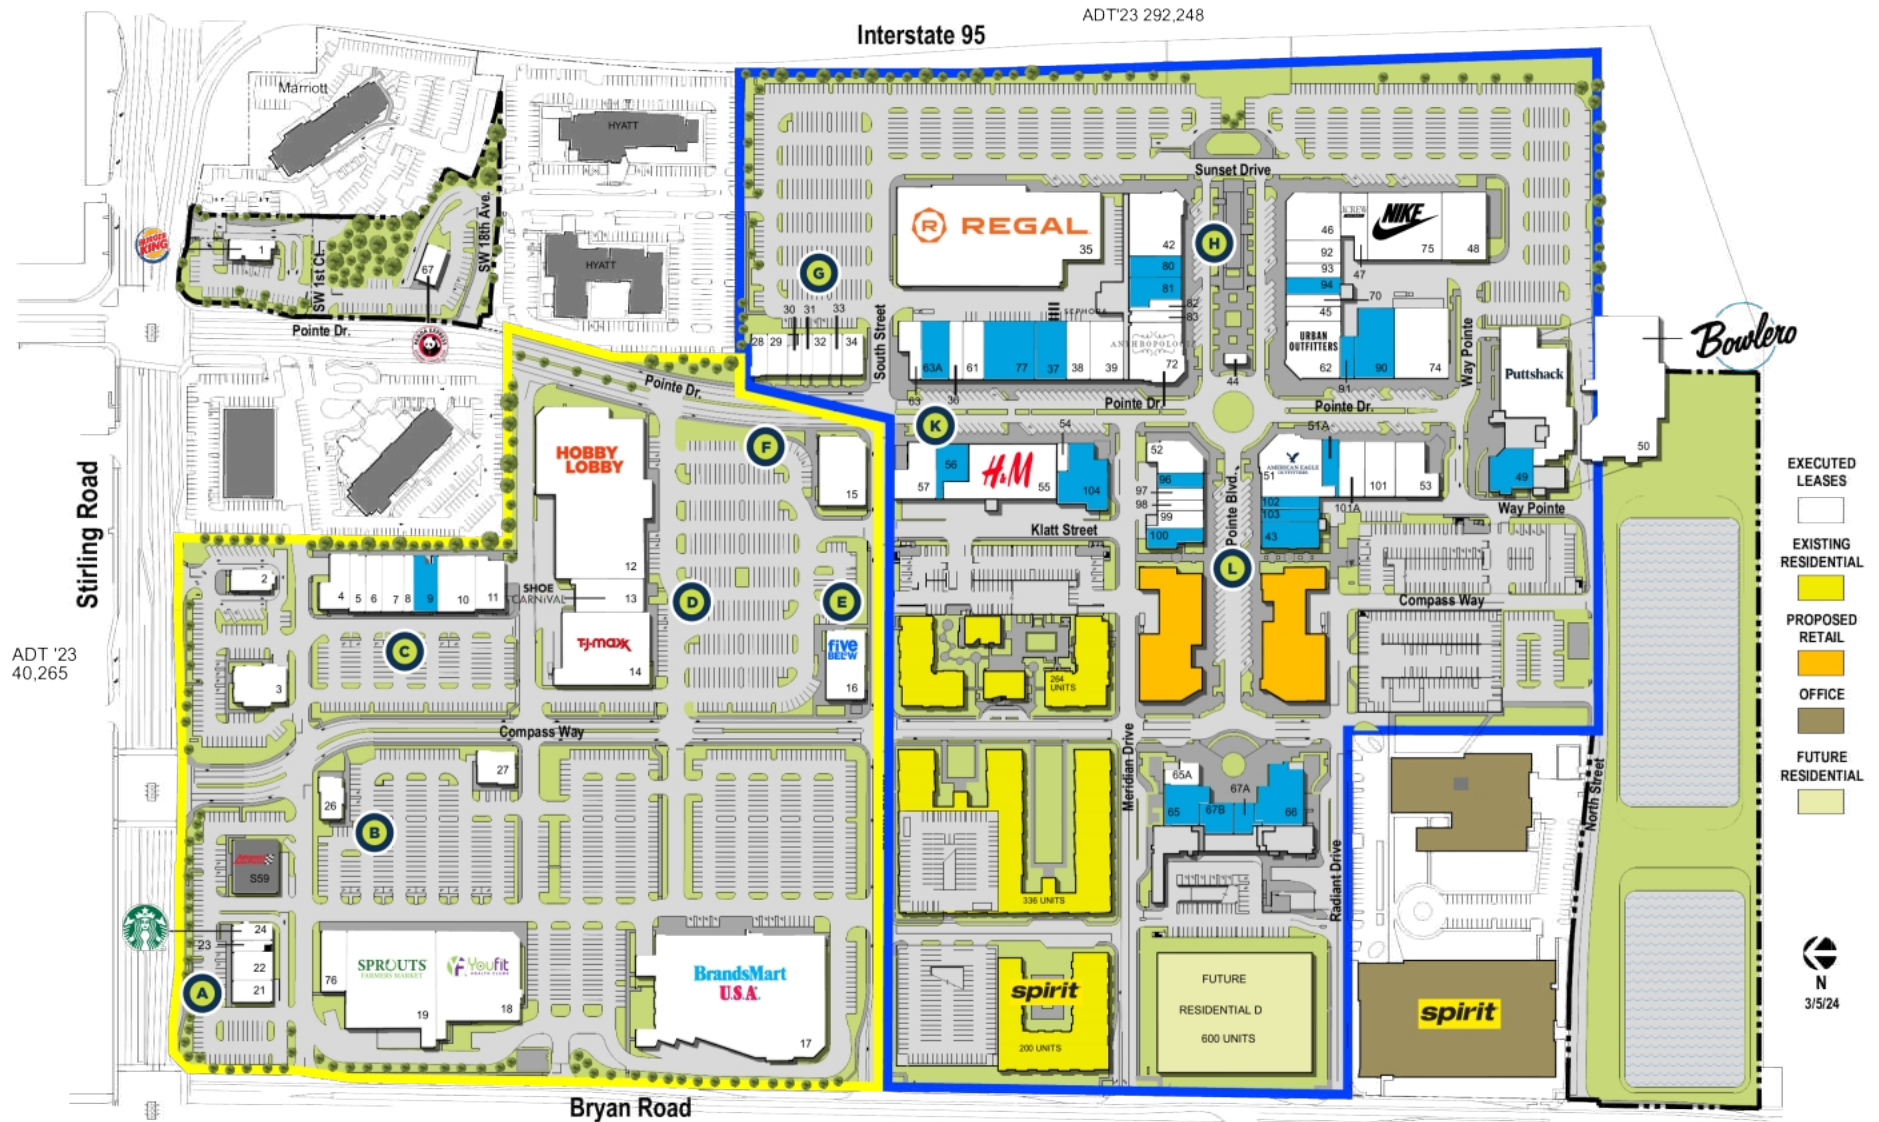 ADT'23 292,248
Interstate 95
Marriott
HYATT
HYATT
BURGER KING
1
67
SW 1st Ct.
SW 18th Ave.
PANDA EXPRESS
Pointe Dr.
Pointe Dr.
Pointe Dr.
Pointe Dr.
Sunset Drive
REGAL
35
42
80
81
82
83
SEPHORA
72
G
H
30
31
33
28
29
32
34
South Street
63A
61
77
37
38
39
63
36
44
46
J.CREW
NIKE
75
48
92
93
47
94
70
45
URBAN OUTFITTERS
62
91
90
74
Way Pointe
Puttshack
Bowlero
49
50
Way Pointe
K
54
57
56
H&M
55
104
Klatt Street
52
96
97
98
99
100
Pointe Blvd.
51A
AMERICAN EAGLE
OUTFITTERS
51
101
53
101A
102
103
43
L
Compass Way
Stirling Road
ADT '23
40,265
HOBBY
LOBBY
12
SHOE
CARNIVAL
13
T.J.maxx
14
F
15
D
E
five
BELOW
16
2
3
4
5
6
7
8
9
10
11
C
Compass Way
27
26
B
S59
24
23
22
21
A
76
SPROUTS
FARMERS MARKET
19
Youfit
HEALTH CLUBS
18
BrandsMart
U.S.A.
17
Bryan Road
264
UNITS
336 UNITS
spirit
200 UNITS
Meridian Drive
65A
65
67B
67A
66
Radiant Drive
FUTURE
RESIDENTIAL D
600 UNITS
spirit
North Street
EXECUTED
LEASES
EXISTING
RESIDENTIAL
PROPOSED
RETAIL
OFFICE
FUTURE
RESIDENTIAL
N
3/5/24